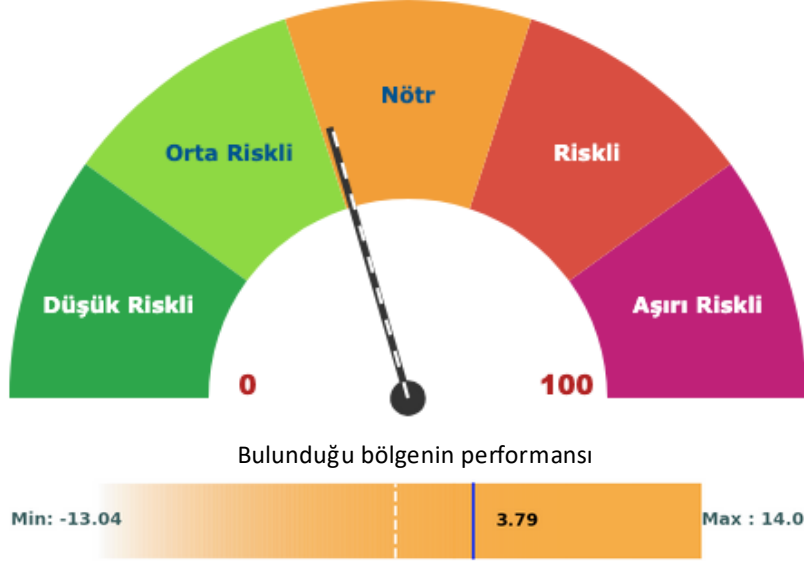 Nötr
Orta Riskli
Riskli
Düşük Riskli
Aşırı Riskli
0
100
Bulunduğu bölgenin performansı
Min: -13.04
3.79
Max : 14.0